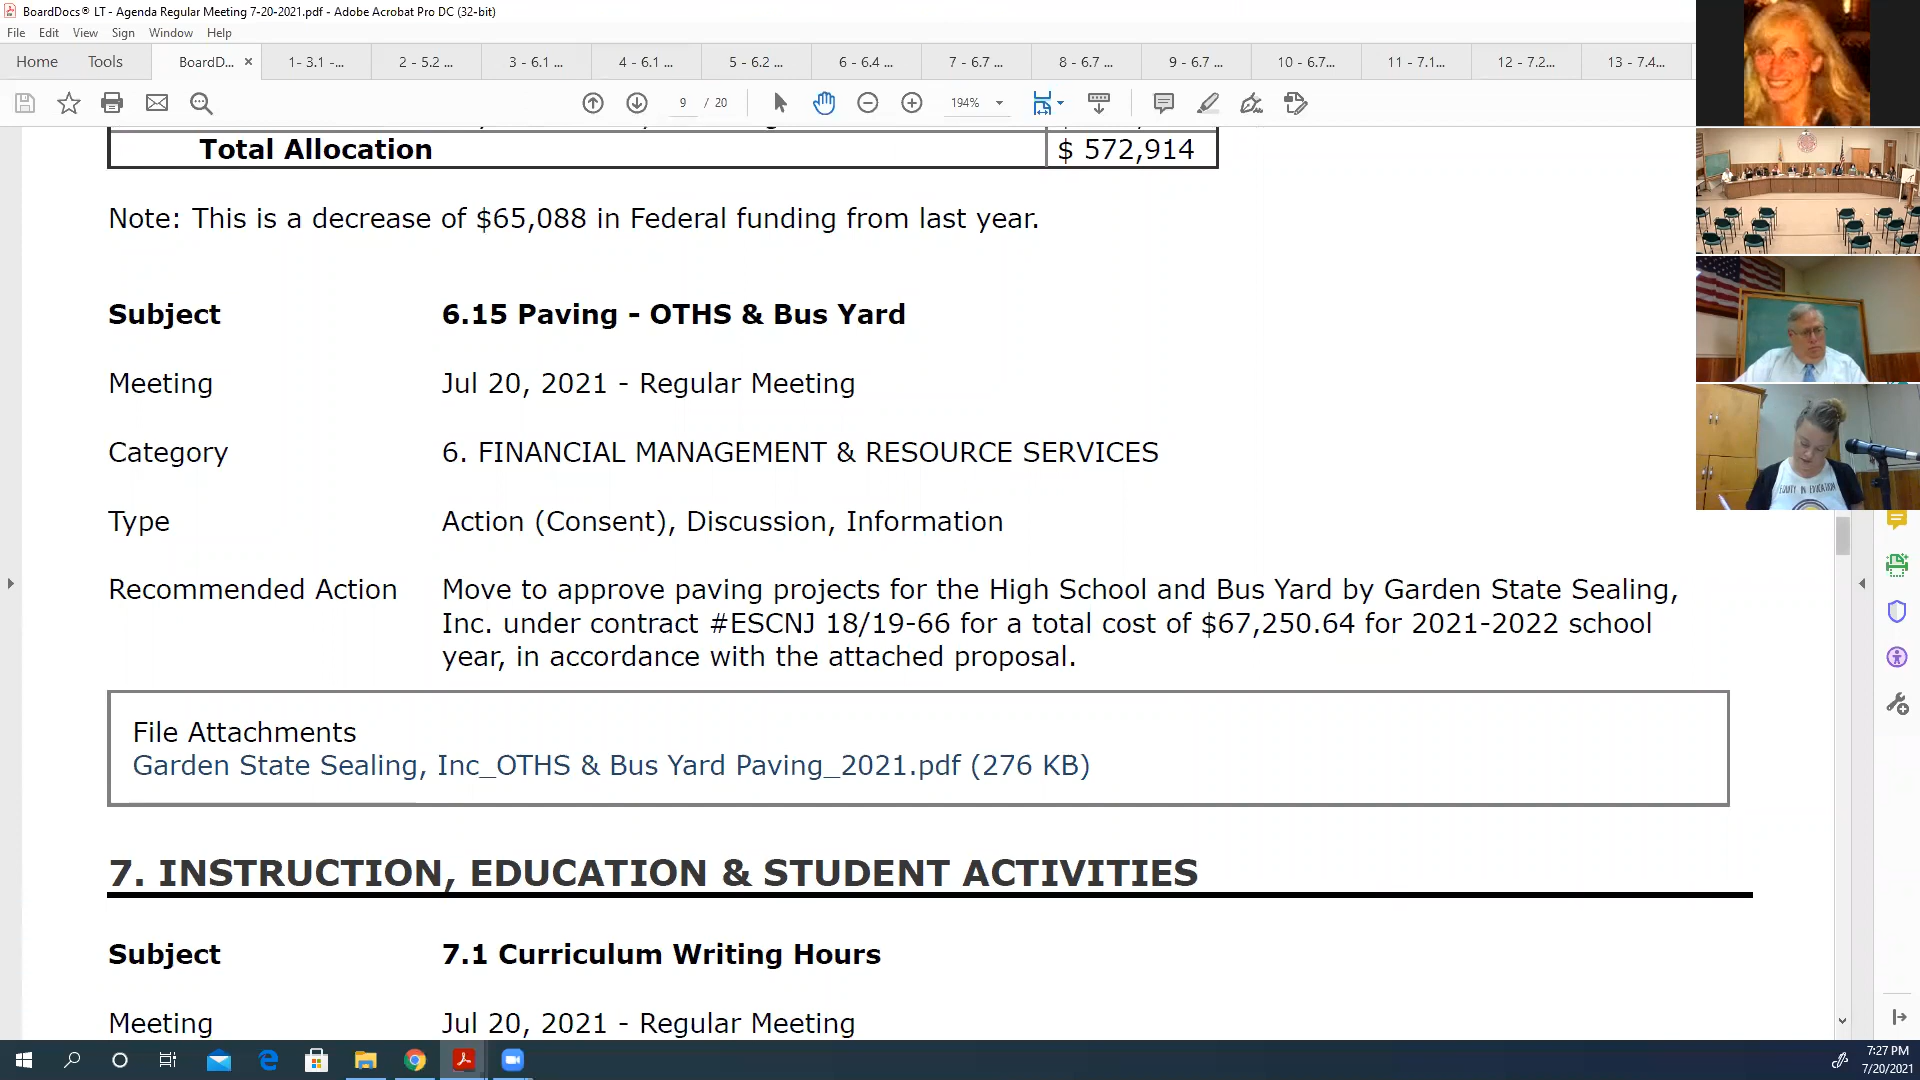 BoardDocs® LT - Agenda Regular Meeting 7-20-2021.pdf - Adobe Acrobat Pro DC (32-bit)
File Edit View Sign Window Help
Home Tools BoardD... × 1- 3.1 -... 2 - 5.2 ... 3 - 6.1 ... 4 - 6.1 ... 5 - 6.2 ... 6 - 6.4 ... 7 - 6.7 ... 8 - 6.7 ... 9 - 6.7 ... 10 - 6.7... 11 - 7.1... 12 - 7.2... 13 - 7.4...
9 / 20 194%
Total Allocation $ 572,914
Note: This is a decrease of $65,088 in Federal funding from last year.
Subject 6.15 Paving - OTHS & Bus Yard
Meeting Jul 20, 2021 - Regular Meeting
Category 6. FINANCIAL MANAGEMENT & RESOURCE SERVICES
Type Action (Consent), Discussion, Information
Recommended Action Move to approve paving projects for the High School and Bus Yard by Garden State Sealing,
Inc. under contract #ESCNJ 18/19-66 for a total cost of $67,250.64 for 2021-2022 school
year, in accordance with the attached proposal.
File Attachments
Garden State Sealing, Inc_OTHS & Bus Yard Paving_2021.pdf (276 KB)
7. INSTRUCTION, EDUCATION & STUDENT ACTIVITIES
Subject 7.1 Curriculum Writing Hours
Meeting Jul 20, 2021 - Regular Meeting
EQUITY IN EDUCATION
7:27 PM
7/20/2021